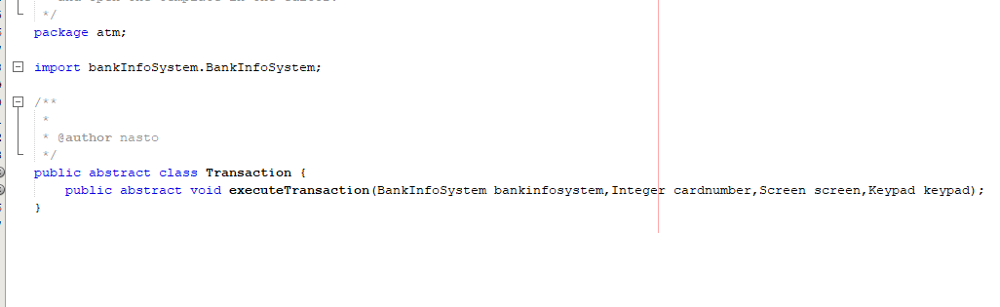 */
package atm;
import bankInfoSystem.BankInfoSystem;
/**
*
* @author nasto
*/
public abstract class Transaction {
public abstract void executeTransaction(BankInfoSystem bankinfosystem,Integer cardnumber,Screen screen,Keypad keypad);
}